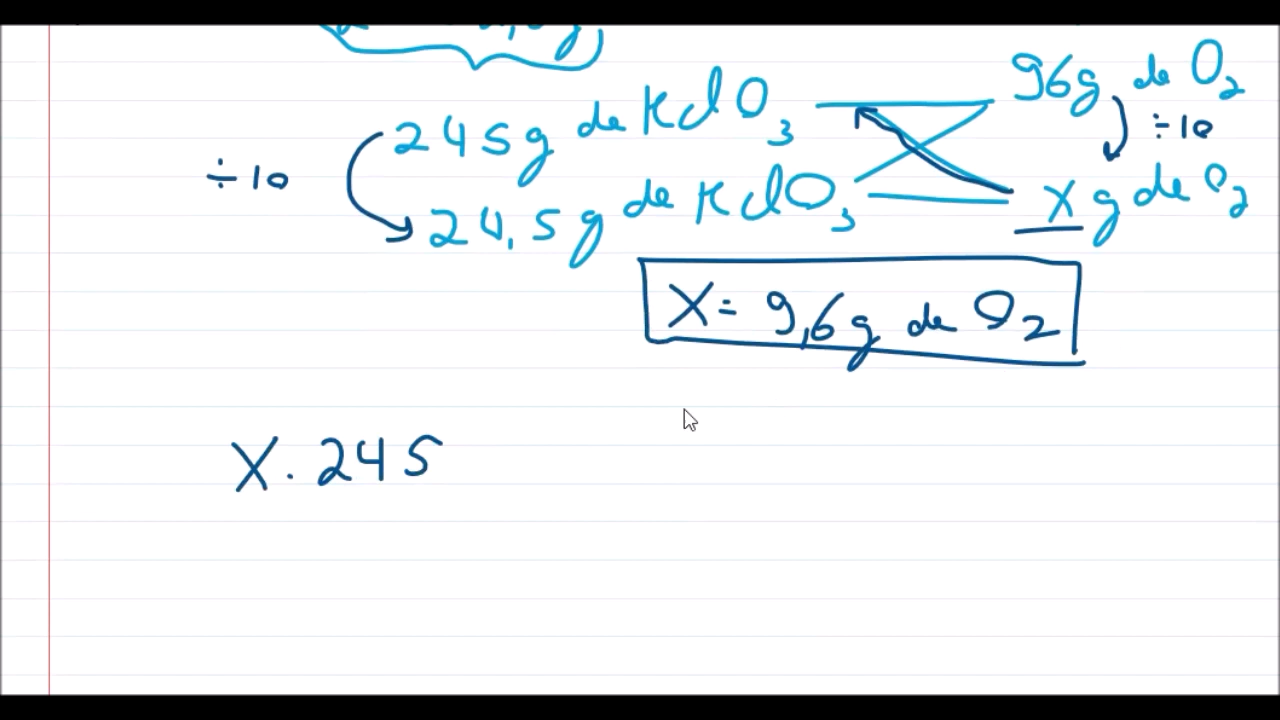 245g de KClO3 96g de O2
÷10 ÷10
24,5g de KClO3 x g de O2
X = 9,6g de O2
X . 245